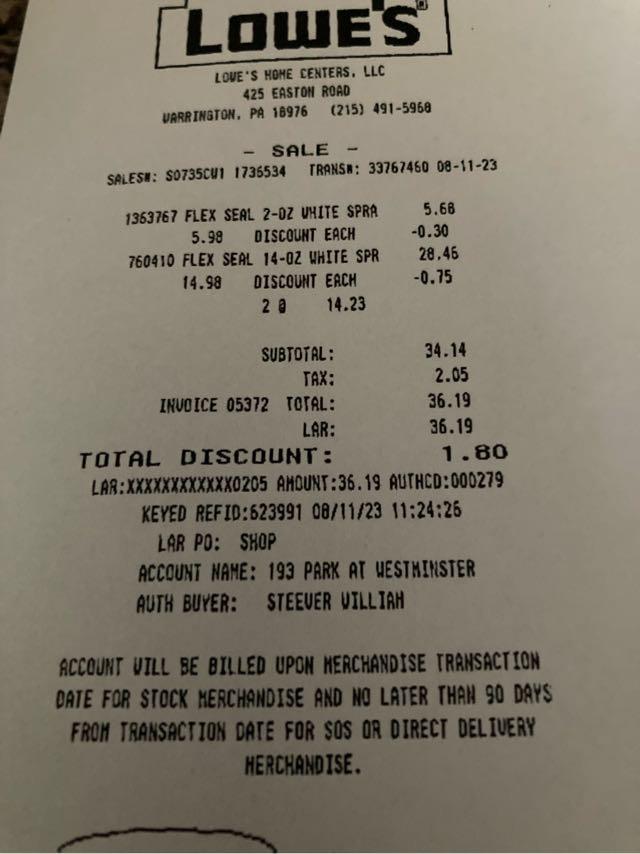 LOWE'S®
LOWE'S HOME CENTERS, LLC
425 EASTON ROAD
WARRINGTON, PA 18976 (215) 491-5968
- SALE -
SALES#: S0735CW1 1736534 TRANS#: 33767460 08-11-23
1363767 FLEX SEAL 2-OZ WHITE SPRA 5.68
5.98 DISCOUNT EACH -0.30
760410 FLEX SEAL 14-OZ WHITE SPR 28.46
14.98 DISCOUNT EACH -0.75
2 @ 14.23
SUBTOTAL: 34.14
TAX: 2.05
INVOICE 05372 TOTAL: 36.19
LAR: 36.19
TOTAL DISCOUNT: 1.80
LAR:XXXXXXXXXXXX0205 AMOUNT:36.19 AUTHCD:000279
KEYED REFID:623991 08/11/23 11:24:26
LAR PO: SHOP
ACCOUNT NAME: 193 PARK AT WESTMINSTER
AUTH BUYER: STEEVER WILLIAM
ACCOUNT WILL BE BILLED UPON MERCHANDISE TRANSACTION
DATE FOR STOCK MERCHANDISE AND NO LATER THAN 90 DAYS
FROM TRANSACTION DATE FOR SOS OR DIRECT DELIVERY
MERCHANDISE.